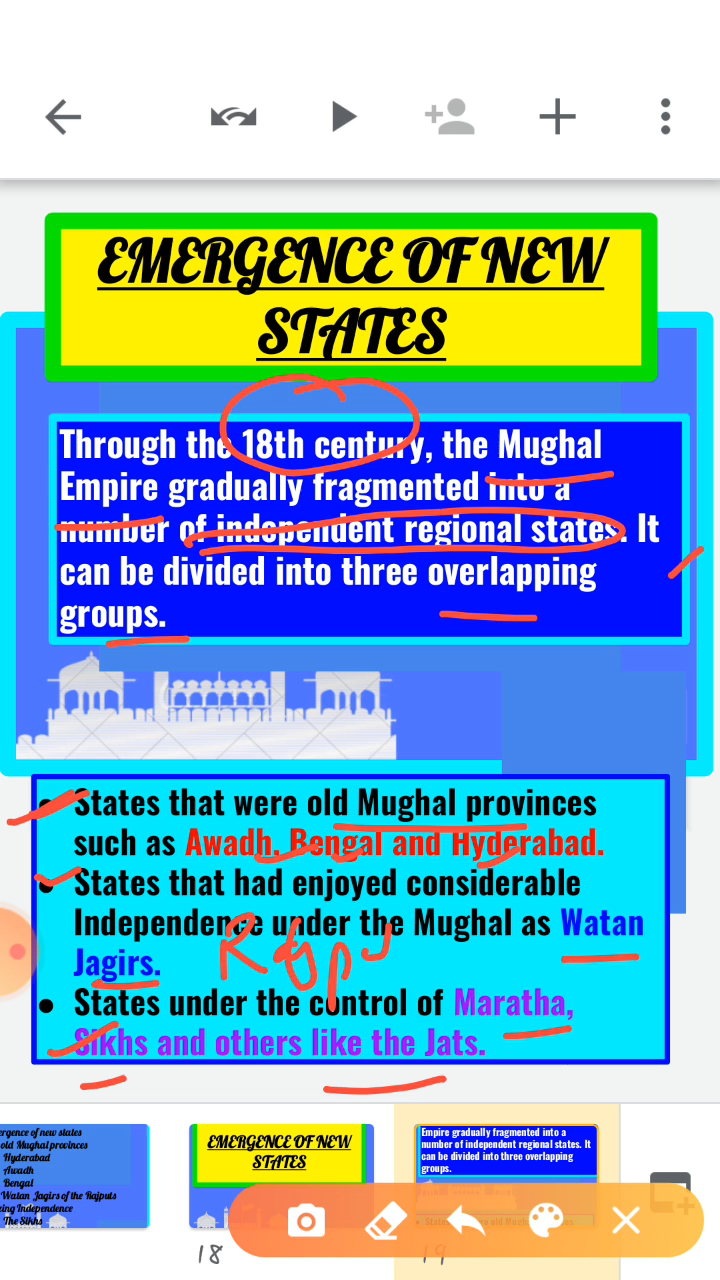 EMERGENCE OF NEW
STATES
Through the 18th century, the Mughal
Empire gradually fragmented into a
number of independent regional states. It
can be divided into three overlapping
groups.
• States that were old Mughal provinces
such as Awadh, Bengal and Hyderabad.
• States that had enjoyed considerable
Independence under the Mughal as Watan
Jagirs.
• States under the control of Maratha,
Sikhs and others like the Jats.
ergence of new states
old Mughal provinces
Hyderabad
Awadh
Bengal
Watan Jagirs of the Rajputs
ing Independence
The Sikhs
EMERGENCE OF NEW
STATES
Empire gradually fragmented into a
number of independent regional states. It
can be divided into three overlapping
groups.
18
19